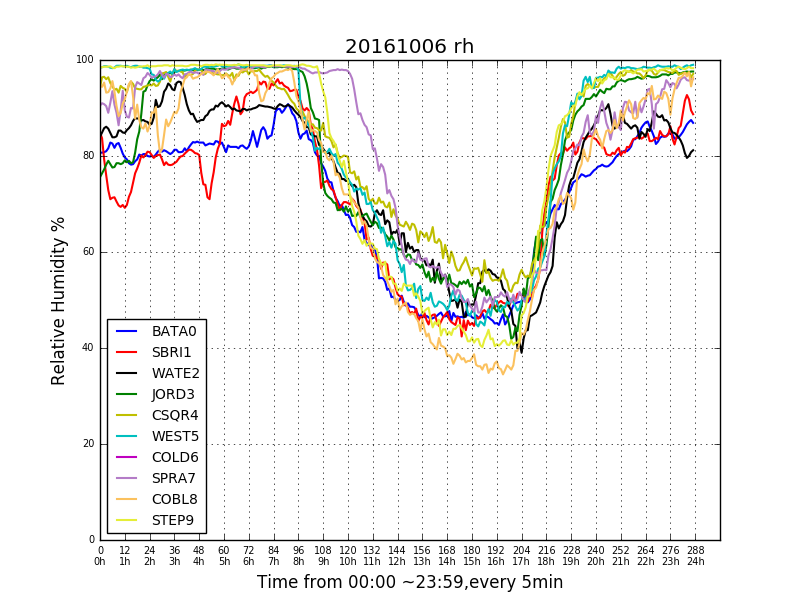 20161006 rh
Relative Humidity %
100
80
60
40
20
0
BATA0
SBRI1
WATE2
JORD3
CSQR4
WEST5
COLD6
SPRA7
COBL8
STEP9
0 12 24 36 48 60 72 84 96 108 120 132 144 156 168 180 192 204 216 228 240 252 264 276 288
0h 1h 2h 3h 4h 5h 6h 7h 8h 9h 10h 11h 12h 13h 14h 15h 16h 17h 18h 19h 20h 21h 22h 23h 24h
Time from 00:00 ~23:59,every 5min